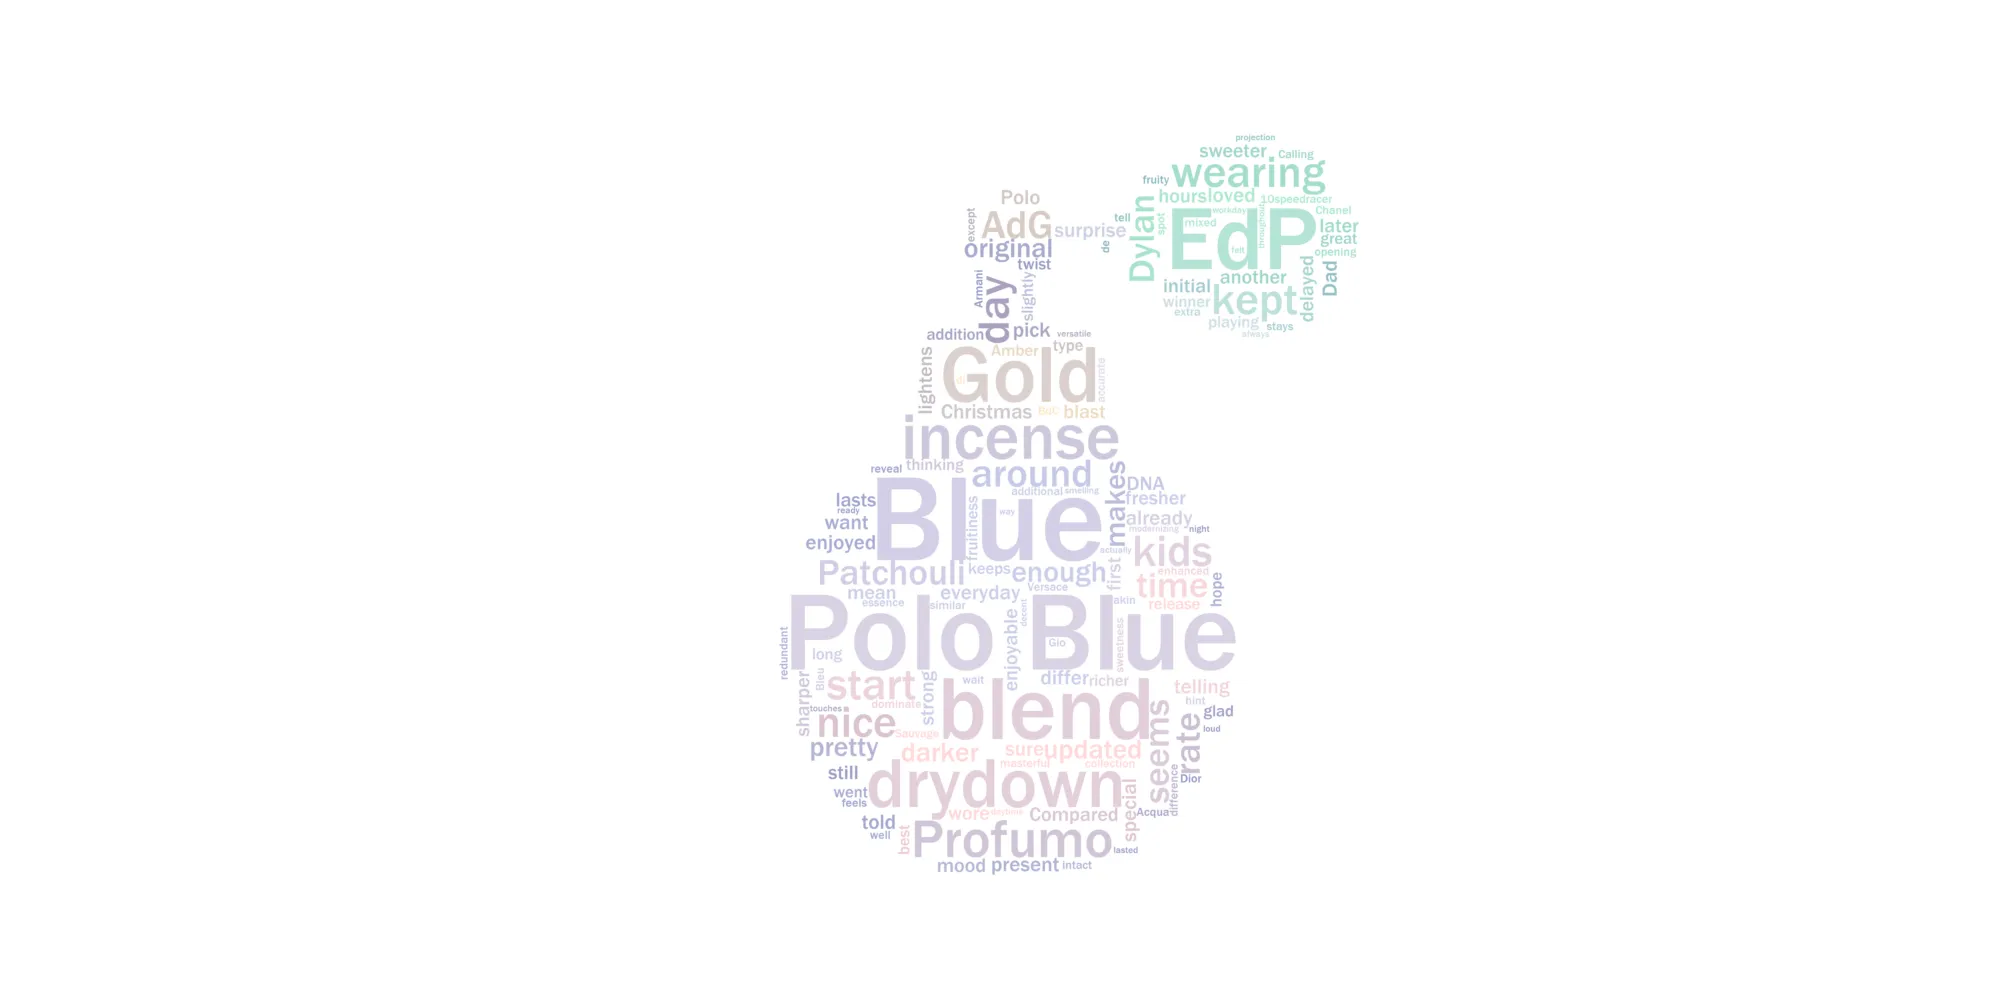 projection
sweeter
Calling
wearing
fruity
hours
loved
10speedracer
Polo
Dylan
workday
Chanel
except
AdG
surprise
tell
spot
mixed
EdP
throughout
later
great
original
de
felt
opening
twist
another
Dad
Armani
day
slightly
initial
kept
delayed
winner
extra
playing
stays
always
addition
pick
versatile
lightens
Amber
type
Gold
di
accurate
Christmas
BdC
blast
incense
reveal
thinking
around
makes
DNA
additional
smelling
fresher
lasts
ready
Blue
fruitiness
way
already
want
modernizing
night
enjoyed
actually
kids
Patchouli
keeps
enough
first
enhanced
time
hope
mean
everyday
Versace
essence
similar
decent
akin
release
Polo Blue
redundant
long
enjoyable
Gio
sweetness
Bleu
sharper
start
strong
wait
differ
richer
telling
hint
touches
dominate
blend
glad
nice
Sauvage
seems
rate
loud
pretty
darker
sure
updated
masterful
collection
still
drydown
difference
Dior
went
feels
wore
daytime
Compared
special
Acqua
told
well
best
Profumo
lasted
mood
present
intact